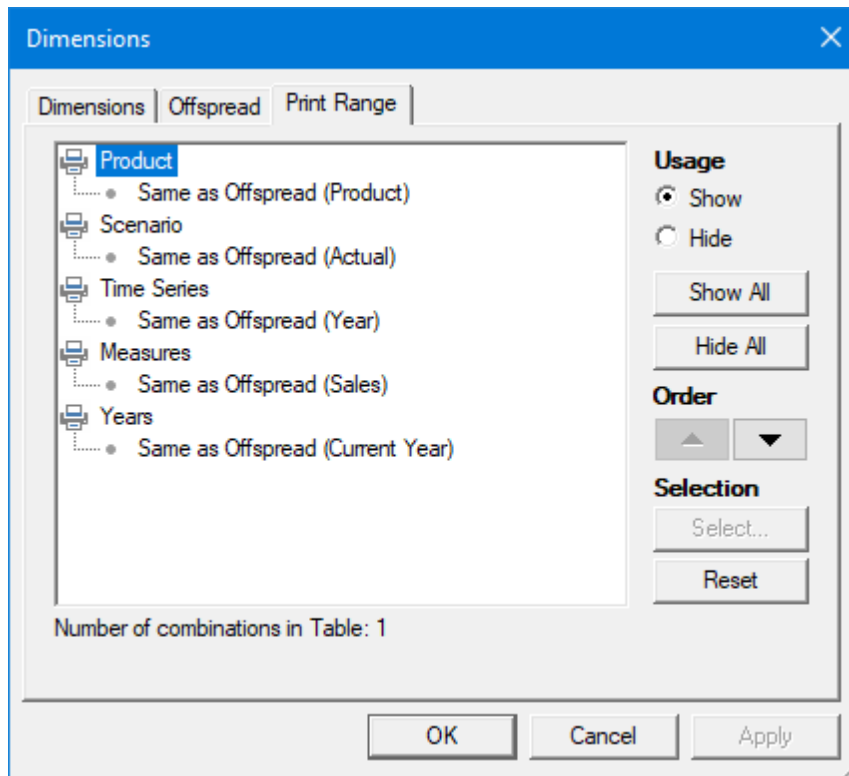 Dimensions
Dimensions Offspread Print Range
Product
Same as Offspread (Product)
Scenario
Same as Offspread (Actual)
Time Series
Same as Offspread (Year)
Measures
Same as Offspread (Sales)
Years
Same as Offspread (Current Year)
Number of combinations in Table: 1
Usage
Show
Hide
Show All
Hide All
Order
Selection
Select...
Reset
OK Cancel Apply